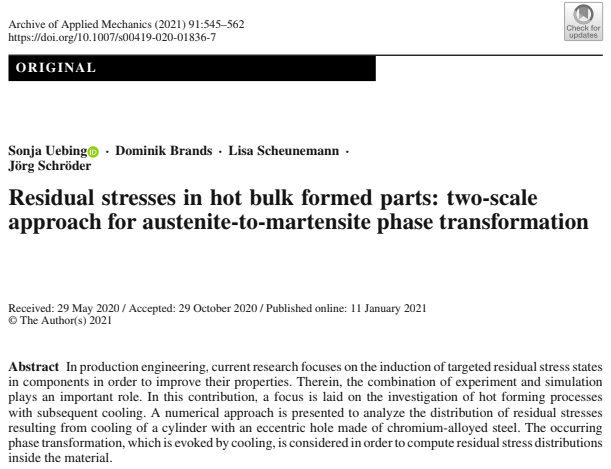 Archive of Applied Mechanics (2021) 91:545–562
https://doi.org/10.1007/s00419-020-01836-7
Check for
updates
ORIGINAL
Sonja Uebing iD · Dominik Brands · Lisa Scheunemann ·
Jörg Schröder
Residual stresses in hot bulk formed parts: two-scale
approach for austenite-to-martensite phase transformation
Received: 29 May 2020 / Accepted: 29 October 2020 / Published online: 11 January 2021
© The Author(s) 2021
Abstract In production engineering, current research focuses on the induction of targeted residual stress states
in components in order to improve their properties. Therein, the combination of experiment and simulation
plays an important role. In this contribution, a focus is laid on the investigation of hot forming processes
with subsequent cooling. A numerical approach is presented to analyze the distribution of residual stresses
resulting from cooling of a cylinder with an eccentric hole made of chromium-alloyed steel. The occurring
phase transformation, which is evoked by cooling, is considered in order to compute residual stress distributions
inside the material.